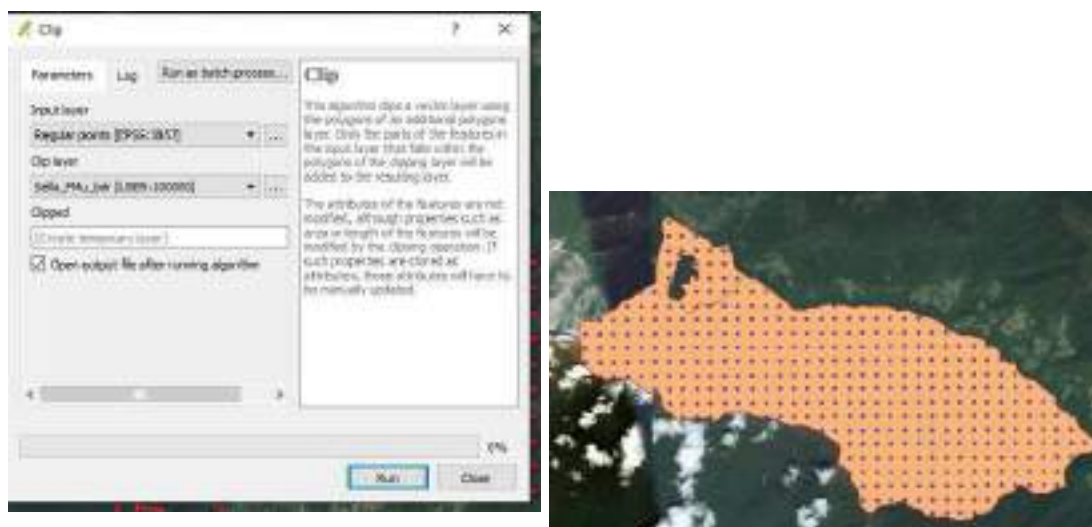 Clip
?
Parameters
Log
Run as batch process...
Input layer
Regular points [EPSG:3857]
...
Clip layer
...
Clipped
[Create temporary layer]
Open output file after running algorithm
0%
Run
Close
Clip
This algorithm clips a vector layer using
the polygons of an additional polygons
layer. Only the parts of the features in
the input layer that falls within the
polygons of the clipping layer will be
added to the resulting layer.
The attributes of the features are not
modified, although properties such as
area or length of the features will be
modified by the clipping operation. If
such properties are stored as
attributes, those attributes will have to
be manually updated.